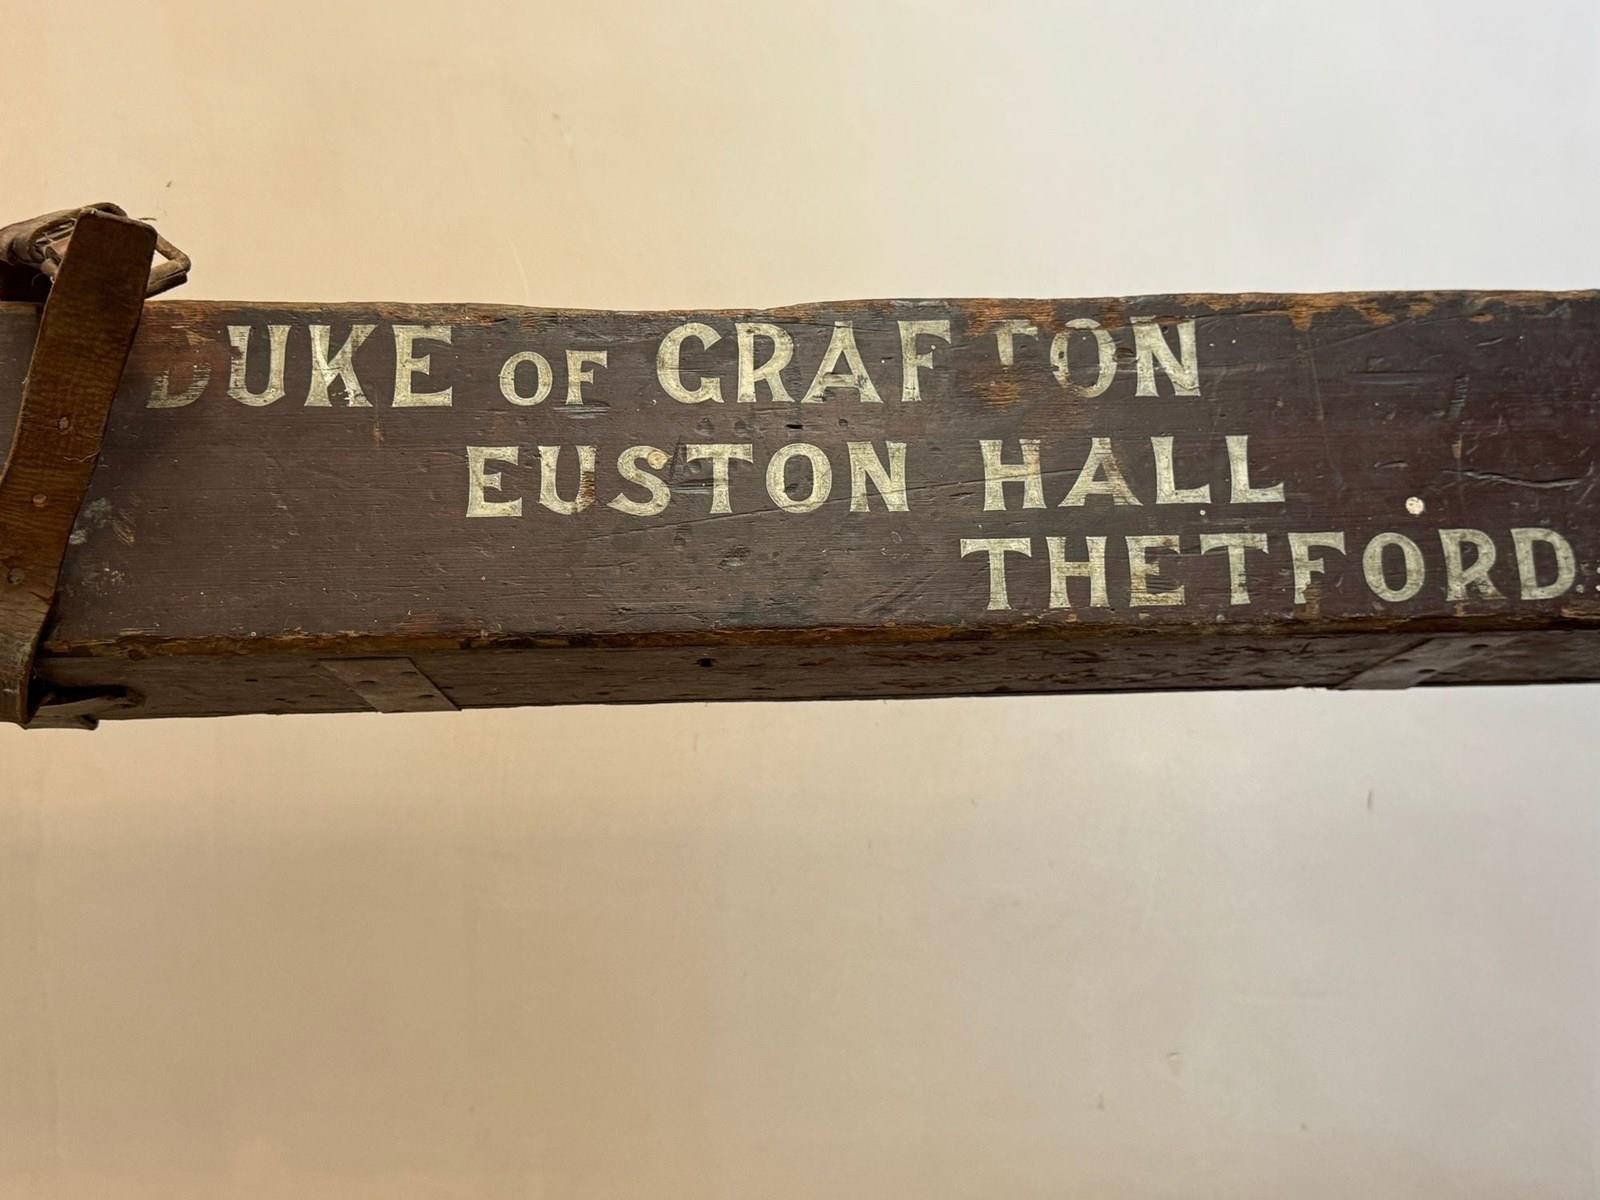 DUKE OF GRAFTON
EUSTON HALL
THETFORD.